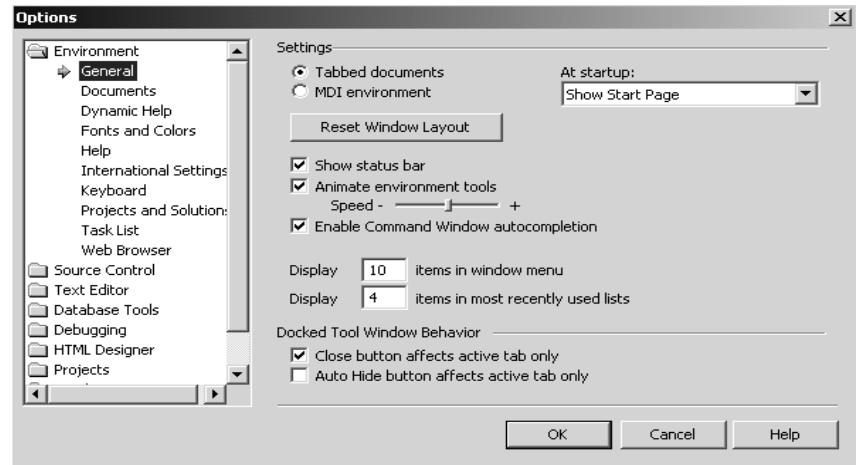 Options
Environment
General
Documents
Dynamic Help
Fonts and Colors
Help
International Settings
Keyboard
Projects and Solution
Task List
Web Browser
Source Control
Text Editor
Database Tools
Debugging
HTML Designer
Projects
Settings
Tabbed documents
MDI environment
At startup:
Show Start Page
Reset Window Layout
Show status bar
Animate environment tools
Speed - +
Enable Command Window autocompletion
Display 10 items in window menu
Display 4 items in most recently used lists
Docked Tool Window Behavior
Close button affects active tab only
Auto Hide button affects active tab only
OK Cancel Help